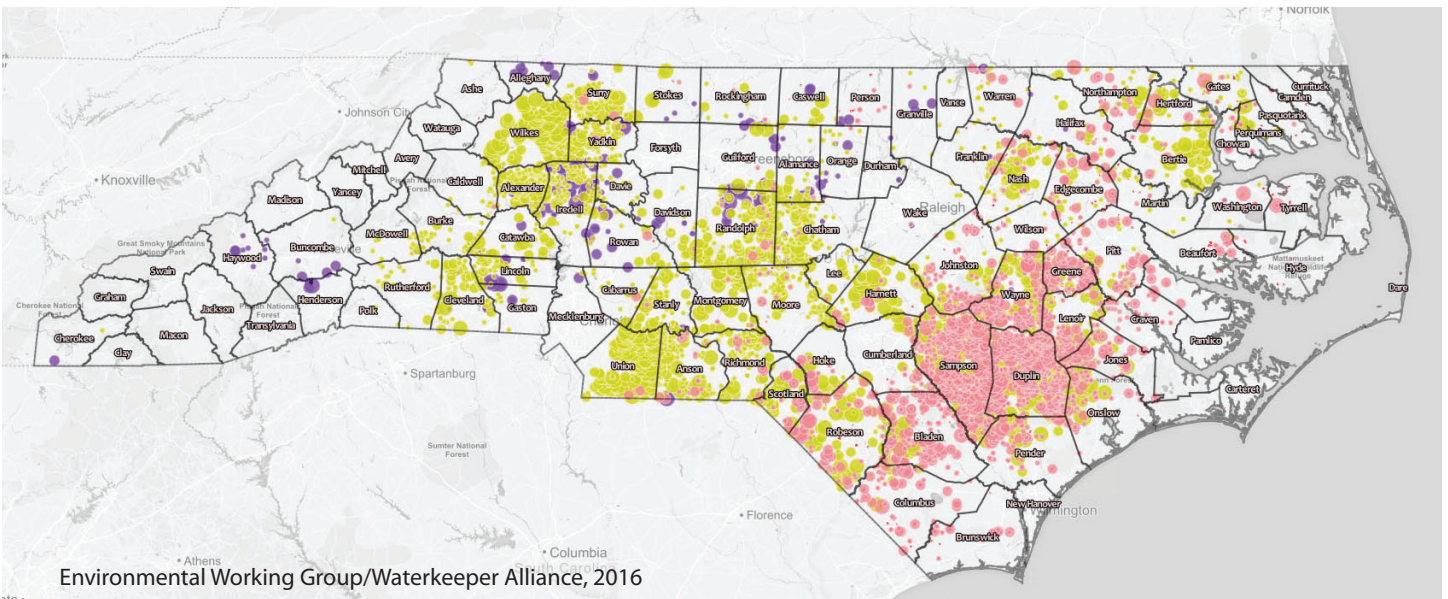 Norfolk
Alleghany
Ashe
Surry
Stokes
Rockingham
Caswell
Person
Granville
Vance
Warren
Northampton
Gates
Hertford
Currituck
Camden
Pasquotank
Perquimans
Chowan
Johnson City
Watauga
Wilkes
Yadkin
Forsyth
Guilford
Greensboro
Alamance
Orange
Durham
Franklin
Halifax
Bertie
Avery
Mitchell
Yancey
Madison
Knoxville
Caldwell
Alexander
Iredell
Davie
Davidson
Randolph
Chatham
Wake
Raleigh
Nash
Edgecombe
Martin
Washington
Tyrrell
Burke
McDowell
Catawba
Rowan
Wilson
Pitt
Beaufort
Hyde
Dare
Great Smoky Mountains
National Park
Haywood
Buncombe
Swain
Graham
Cherokee National
Forest
Cherokee
Clay
Macon
Jackson
Transylvania
Henderson
Polk
Rutherford
Cleveland
Lincoln
Gaston
Mecklenburg
Cabarrus
Stanly
Montgomery
Moore
Lee
Harnett
Johnston
Wayne
Greene
Lenoir
Craven
Pamlico
Jones
Carteret
Onslow
Duplin
Sampson
Cumberland
Hoke
Scotland
Richmond
Anson
Union
Robeson
Bladen
Pender
Columbus
New Hanover
Brunswick
Spartanburg
Sumter National
Forest
Florence
Columbia
South Carolina
Athens
Environmental Working Group/Waterkeeper Alliance, 2016